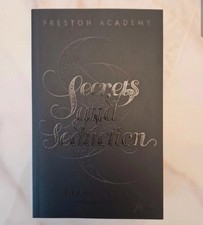 PRESTON ACADEMY
Secrets
and
Seduction